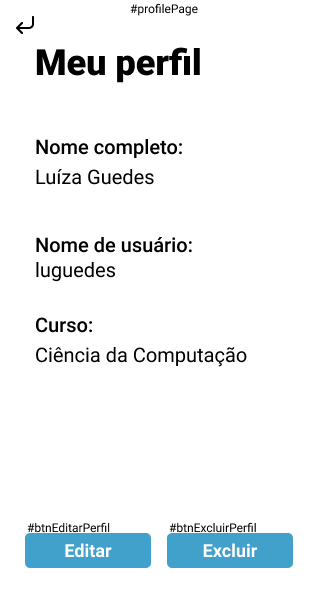 #profilePage
Meu perfil
Nome completo:
Luíza Guedes
Nome de usuário:
luguedes
Curso:
Ciência da Computação
#btnEditarPerfil #btnExcluirPerfil
Editar Excluir